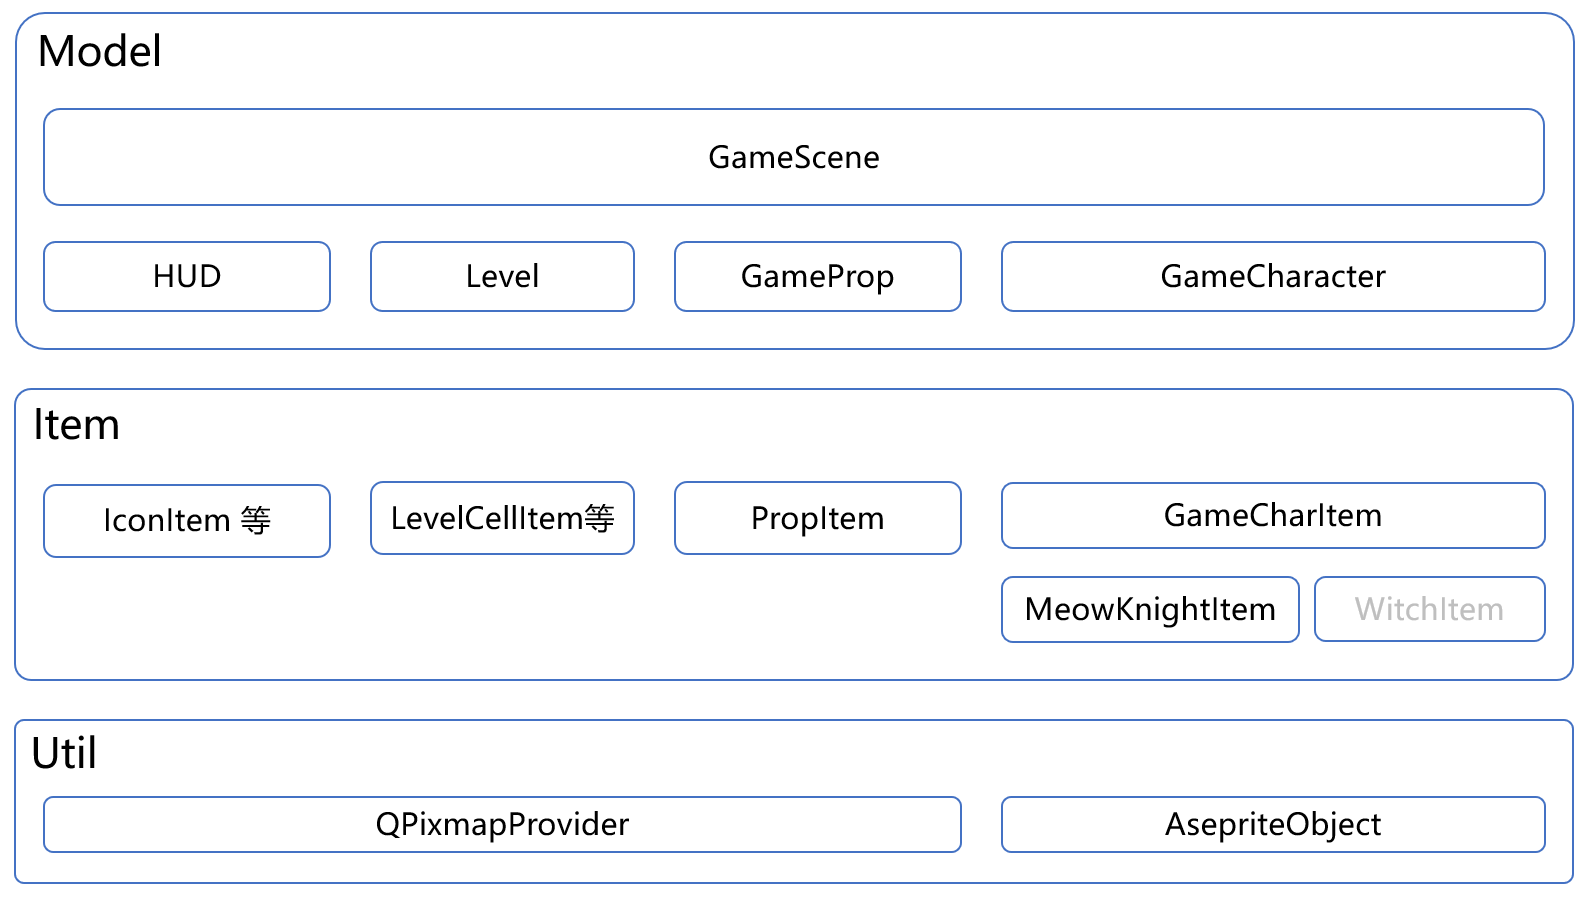 Model
GameScene
HUD
Level
GameProp
GameCharacter
Item
IconItem 等
LevelCellItem等
PropItem
GameCharItem
MeowKnightItem
WitchItem
Util
QPixmapProvider
AsepriteObject